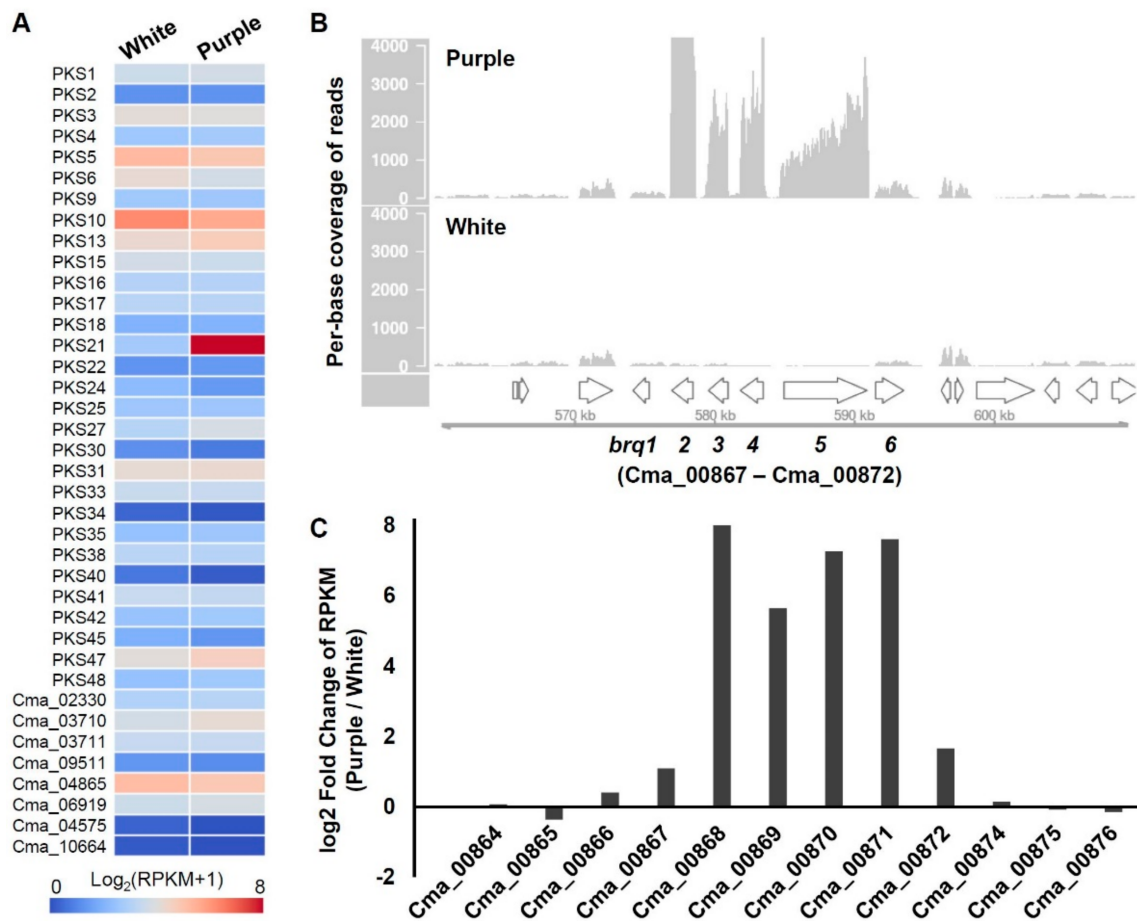 A
White Purple
PKS1
PKS2
PKS3
PKS4
PKS5
PKS6
PKS9
PKS10
PKS13
PKS15
PKS16
PKS17
PKS18
PKS21
PKS22
PKS24
PKS25
PKS27
PKS30
PKS31
PKS33
PKS34
PKS35
PKS38
PKS40
PKS41
PKS42
PKS45
PKS47
PKS48
Cma_02330
Cma_03710
Cma_03711
Cma_09511
Cma_04865
Cma_06919
Cma_04575
Cma_10664
0 Log₂(RPKM+1) 8
B
Per-base coverage of reads
Purple
4000
3000
2000
1000
0
White
4000
3000
2000
1000
0
570 kb 580 kb 590 kb 600 kb
brq1 2 3 4 5 6
(Cma_00867 – Cma_00872)
C
log2 Fold Change of RPKM
(Purple / White)
8
6
4
2
0
-2
Cma_00864
Cma_00865
Cma_00866
Cma_00867
Cma_00868
Cma_00869
Cma_00870
Cma_00871
Cma_00872
Cma_00874
Cma_00875
Cma_00876